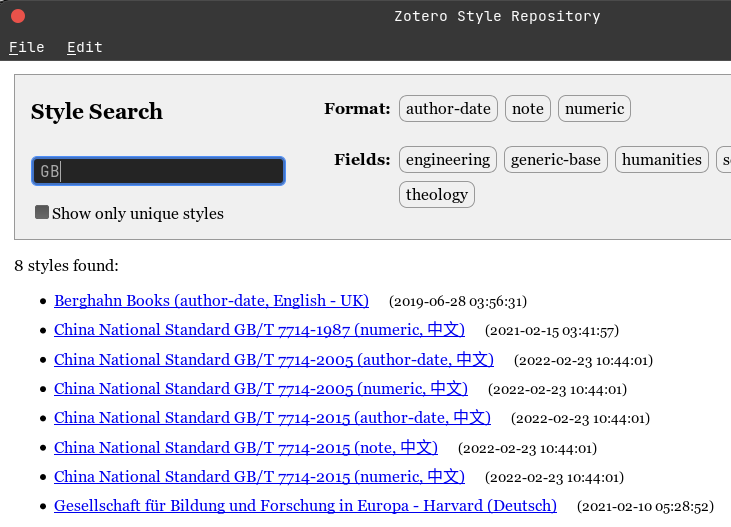 Zotero Style Repository
File Edit
Style Search
Format: author-date note numeric
GB
Fields: engineering generic-base humanities
theology
Show only unique styles
8 styles found:
• Berghahn Books (author-date, English - UK) (2019-06-28 03:56:31)
• China National Standard GB/T 7714-1987 (numeric, 中文) (2021-02-15 03:41:57)
• China National Standard GB/T 7714-2005 (author-date, 中文) (2022-02-23 10:44:01)
• China National Standard GB/T 7714-2005 (numeric, 中文) (2022-02-23 10:44:01)
• China National Standard GB/T 7714-2015 (author-date, 中文) (2022-02-23 10:44:01)
• China National Standard GB/T 7714-2015 (note, 中文) (2022-02-23 10:44:01)
• China National Standard GB/T 7714-2015 (numeric, 中文) (2022-02-23 10:44:01)
• Gesellschaft für Bildung und Forschung in Europa - Harvard (Deutsch) (2021-02-10 05:28:52)